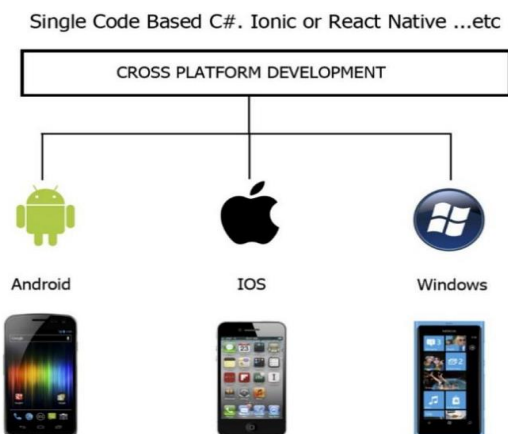 Single Code Based C#. Ionic or React Native ...etc
CROSS PLATFORM DEVELOPMENT
Android
IOS
Windows